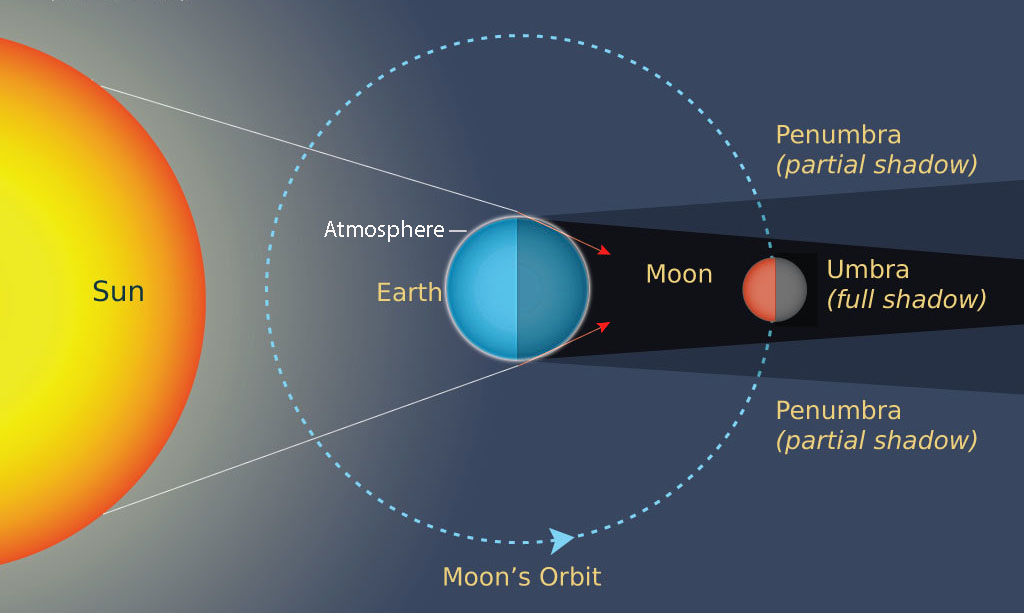 Penumbra
(partial shadow)
Atmosphere
Sun
Earth
Moon
Umbra
(full shadow)
Penumbra
(partial shadow)
Moon’s Orbit